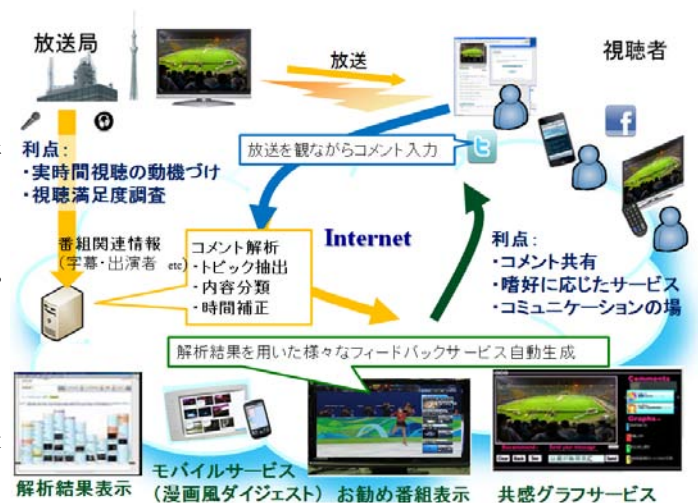 放送局
放送
視聴者
利点:
・実時間視聴の動機づけ
・視聴満足度調査
放送を観ながらコメント入力
番組関連情報
(字幕・出演者 etc)
コメント解析
・トピック抽出
・内容分類
・時間補正
Internet
利点:
・コメント共有
・嗜好に応じたサービス
・コミュニケーションの場
解析結果を用いた様々なフィードバックサービス自動生成
Comments
Graphs
解析結果表示
モバイルサービス
(漫画風ダイジェスト)
お勧め番組表示
共感グラフサービス